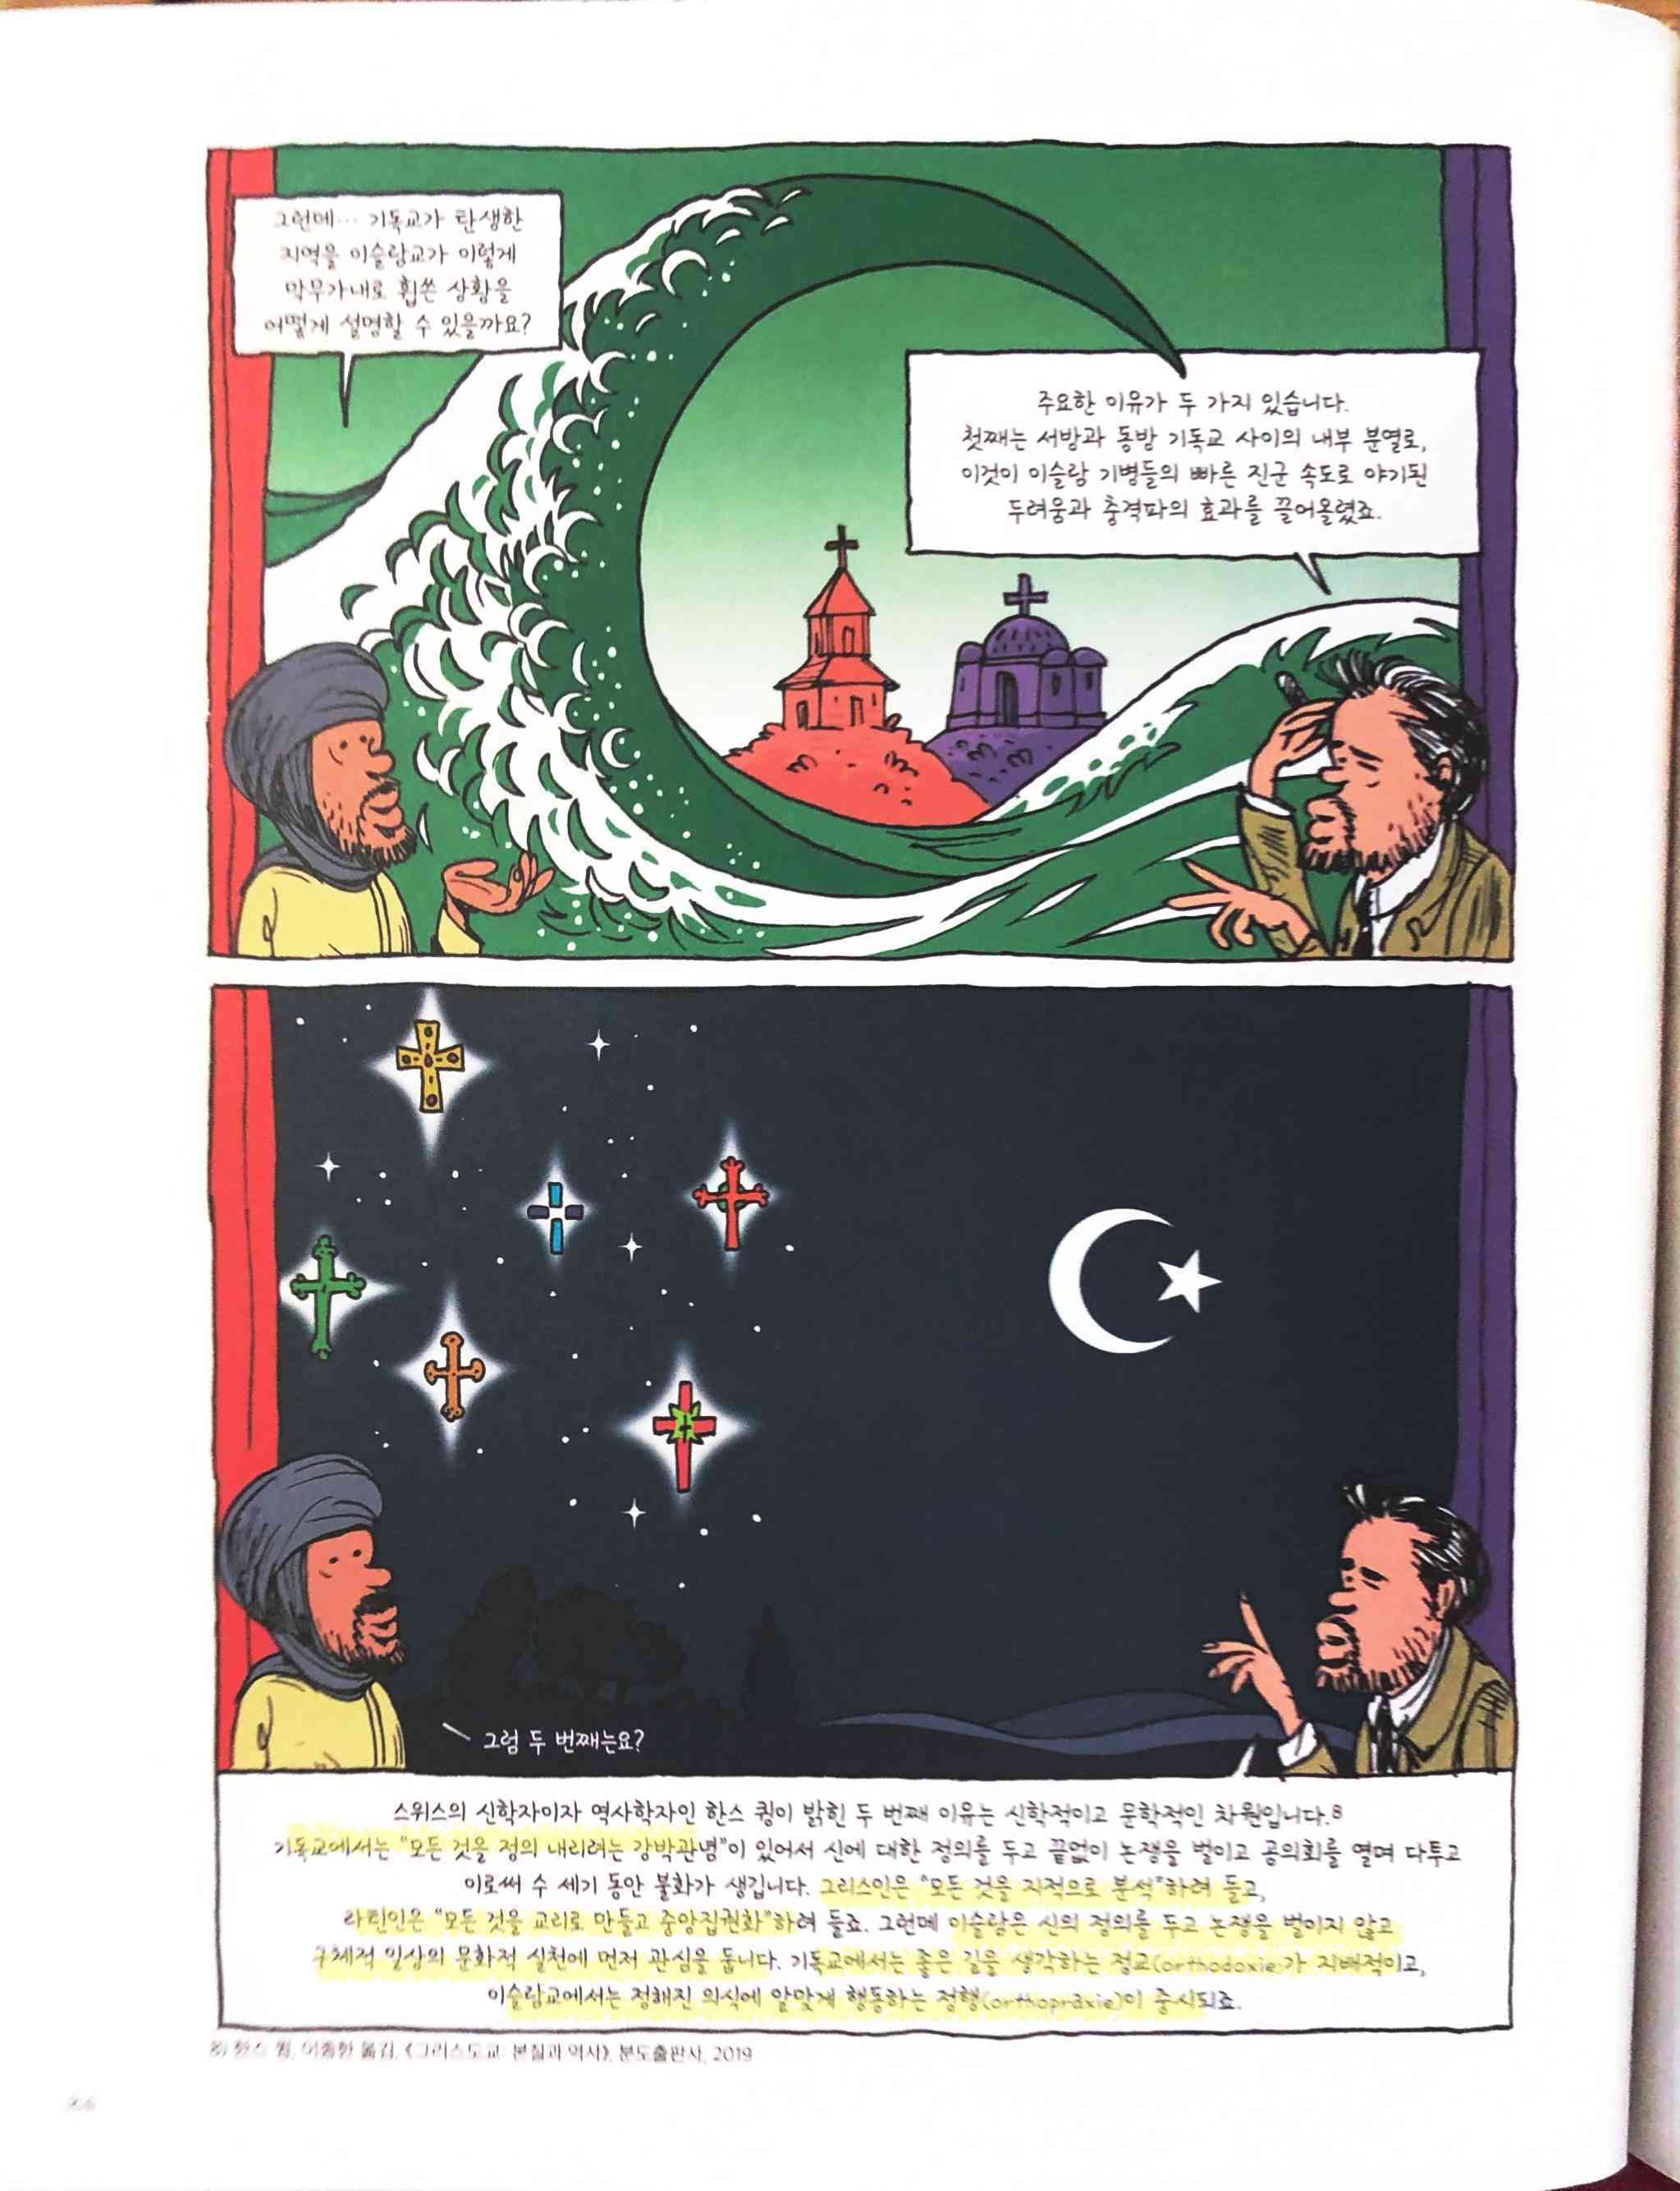 그런데… 기독교가 탄생한
지역을 이슬람교가 이렇게
막무가내로 휩쓴 상황을
어떻게 설명할 수 있을까요?
주요한 이유가 두 가지 있습니다.
첫째는 서방과 동방 기독교 사이의 내부 분열로,
이것이 이슬람 기병들의 빠른 진군 속도로 야기된
두려움과 충격파의 효과를 끌어올렸죠.
그럼 두 번째는요?
스위스의 신학자이자 역사학자인 한스 큉이 밝힌 두 번째 이유는 신학적이고 문학적인 차원입니다.8
기독교에서는 "모든 것을 정의 내리려는 강박관념"이 있어서 신에 대한 정의를 두고 끝없이 논쟁을 벌이고 공의회를 열며 다투고
이로써 수 세기 동안 불화가 생깁니다. 그리스인은 "모든 것을 지적으로 분석"하려 들고,
라틴인은 "모든 것을 교리로 만들고 중앙집권화"하려 들죠. 그런데 이슬람은 신의 정의를 두고 논쟁을 벌이지 않고
구체적 일상의 문화적 실천에 먼저 관심을 둡니다. 기독교에서는 좋은 길을 생각하는 정교(orthodoxie)가 지배적이고,
이슬람교에서는 정해진 의식에 알맞게 행동하는 정행(orthopraxie)이 중시되죠.
8) 한스 큉, 이종한 옮김, 《그리스도교: 본질과 역사》, 분도출판사, 2019